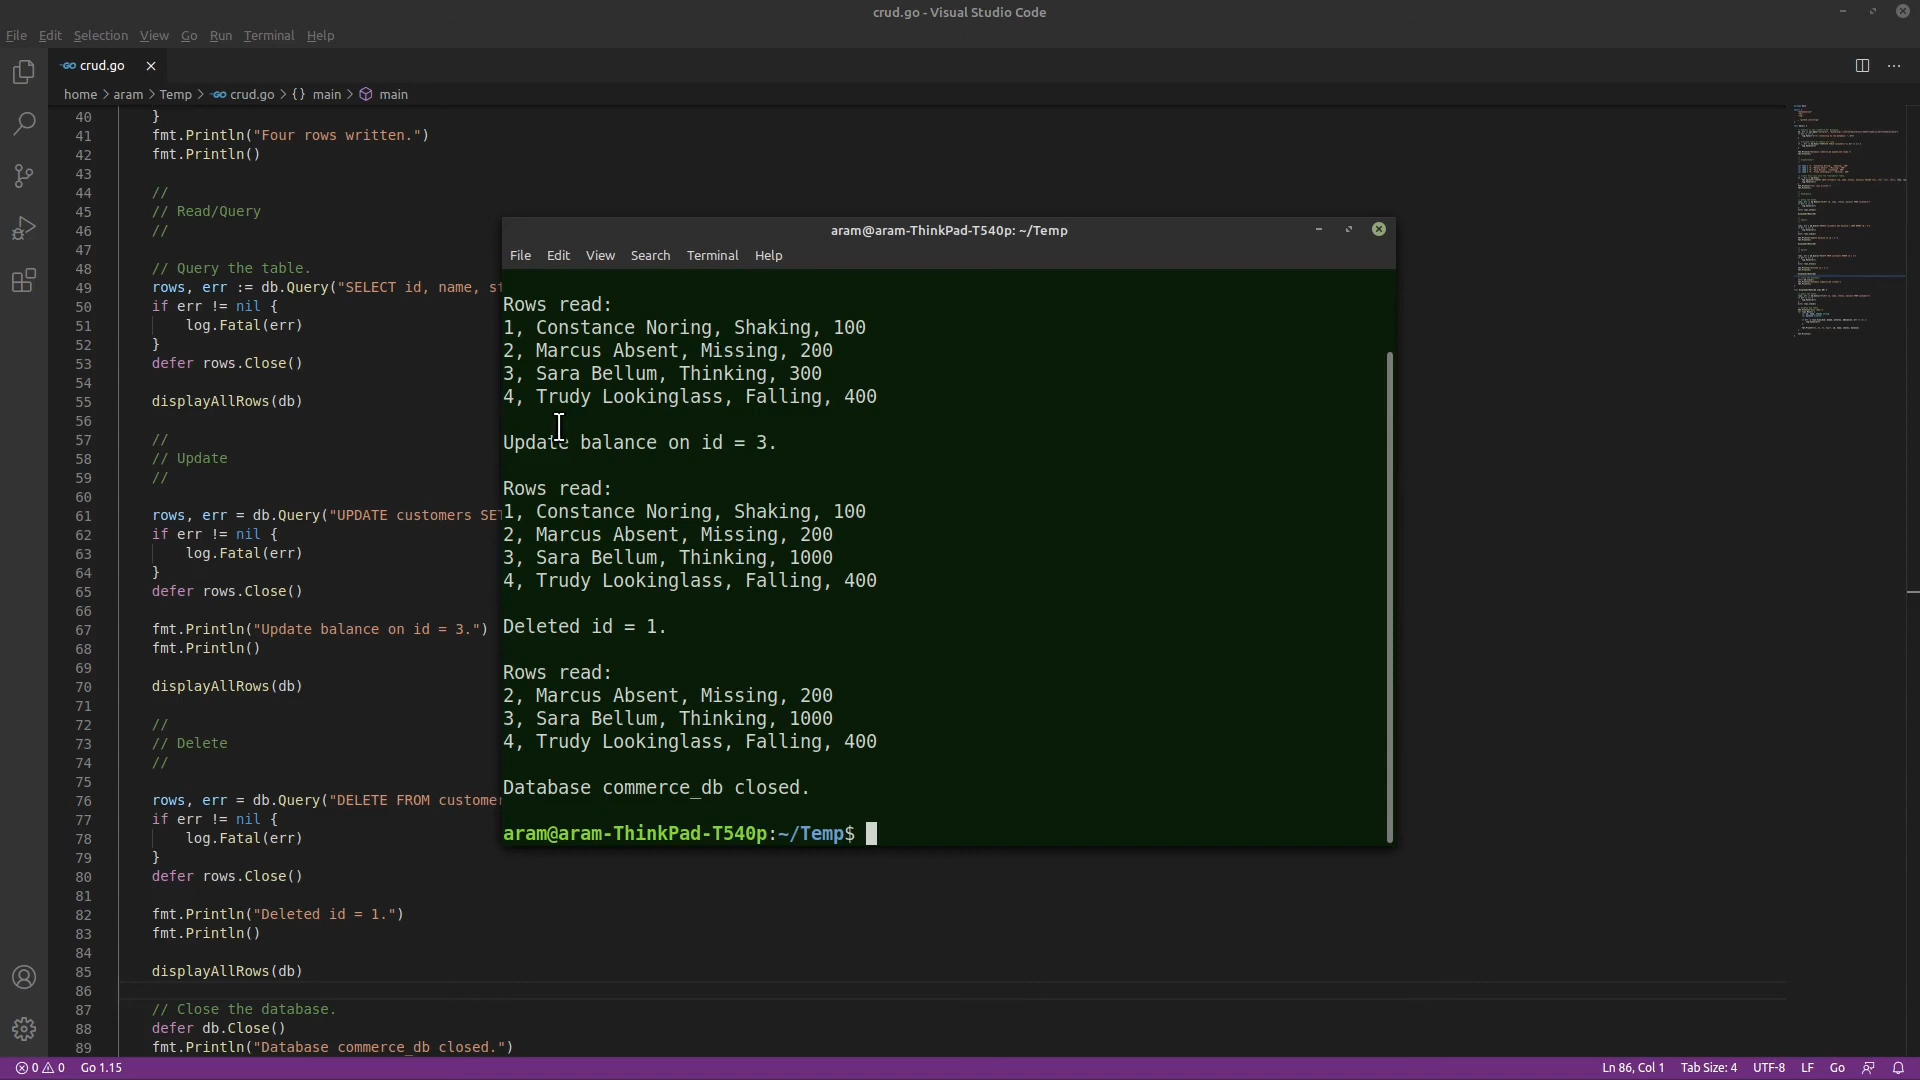 crud.go - Visual Studio Code
File Edit Selection View Go Run Terminal Help
crud.go
home > aram > Temp > crud.go > {} main > main
40 }
41 fmt.Println("Four rows written.")
42 fmt.Println()
43
44 //
45 // Read/Query
46 //
47
48 // Query the table.
49 rows, err := db.Query("SELECT id, name, st
50 if err != nil {
51 log.Fatal(err)
52 }
53 defer rows.Close()
54
55 displayAllRows(db)
56
57 //
58 // Update
59 //
60
61 rows, err = db.Query("UPDATE customers SET
62 if err != nil {
63 log.Fatal(err)
64 }
65 defer rows.Close()
66
67 fmt.Println("Update balance on id = 3.")
68 fmt.Println()
69
70 displayAllRows(db)
71
72 //
73 // Delete
74 //
75
76 rows, err = db.Query("DELETE FROM customer
77 if err != nil {
78 log.Fatal(err)
79 }
80 defer rows.Close()
81
82 fmt.Println("Deleted id = 1.")
83 fmt.Println()
84
85 displayAllRows(db)
86
87 // Close the database.
88 defer db.Close()
89 fmt.Println("Database commerce_db closed.")
aram@aram-ThinkPad-T540p: ~/Temp
File Edit View Search Terminal Help
Rows read:
1, Constance Noring, Shaking, 100
2, Marcus Absent, Missing, 200
3, Sara Bellum, Thinking, 300
4, Trudy Lookinglass, Falling, 400
Update balance on id = 3.
Rows read:
1, Constance Noring, Shaking, 100
2, Marcus Absent, Missing, 200
3, Sara Bellum, Thinking, 1000
4, Trudy Lookinglass, Falling, 400
Deleted id = 1.
Rows read:
2, Marcus Absent, Missing, 200
3, Sara Bellum, Thinking, 1000
4, Trudy Lookinglass, Falling, 400
Database commerce_db closed.
aram@aram-ThinkPad-T540p:~/Temp$
0 0 Go 1.15 Ln 86, Col 1 Tab Size: 4 UTF-8 LF Go